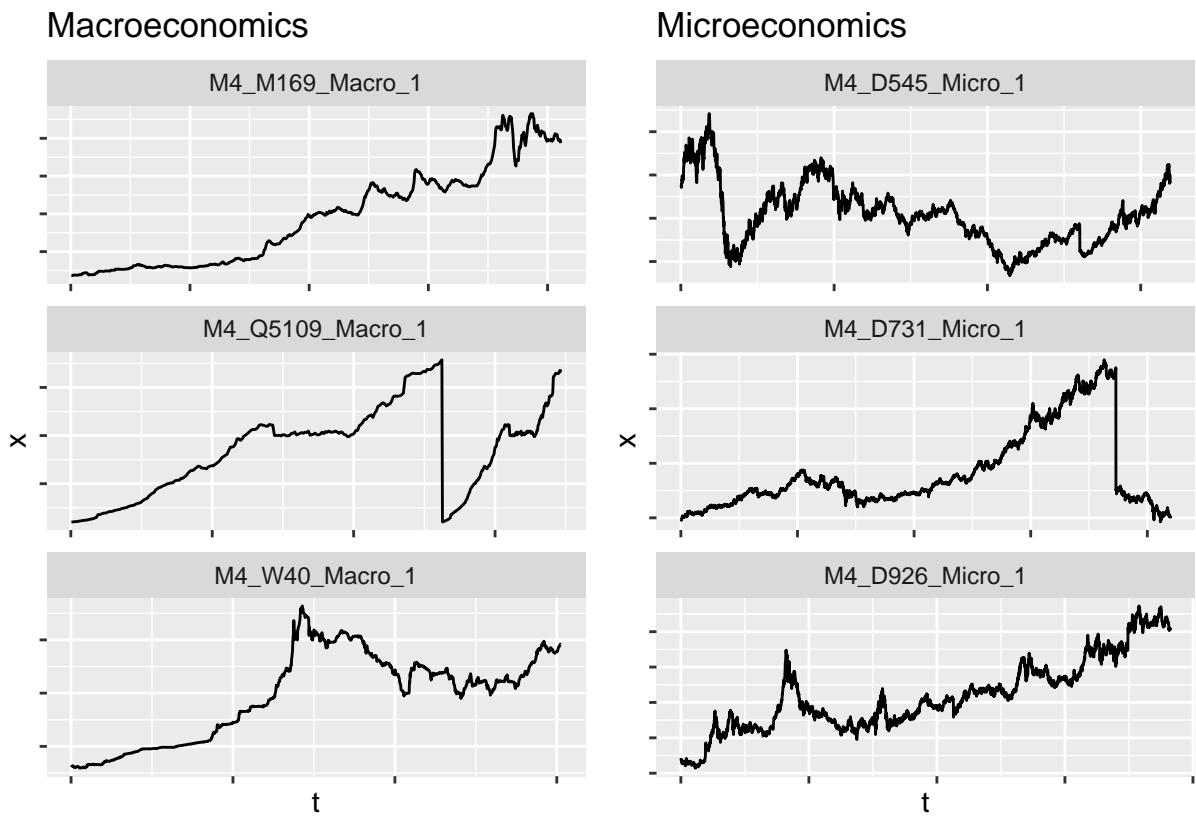 Macroeconomics
M4_M169_Macro_1
M4_Q5109_Macro_1
M4_W40_Macro_1
x
t
Microeconomics
M4_D545_Micro_1
M4_D731_Micro_1
M4_D926_Micro_1
x
t